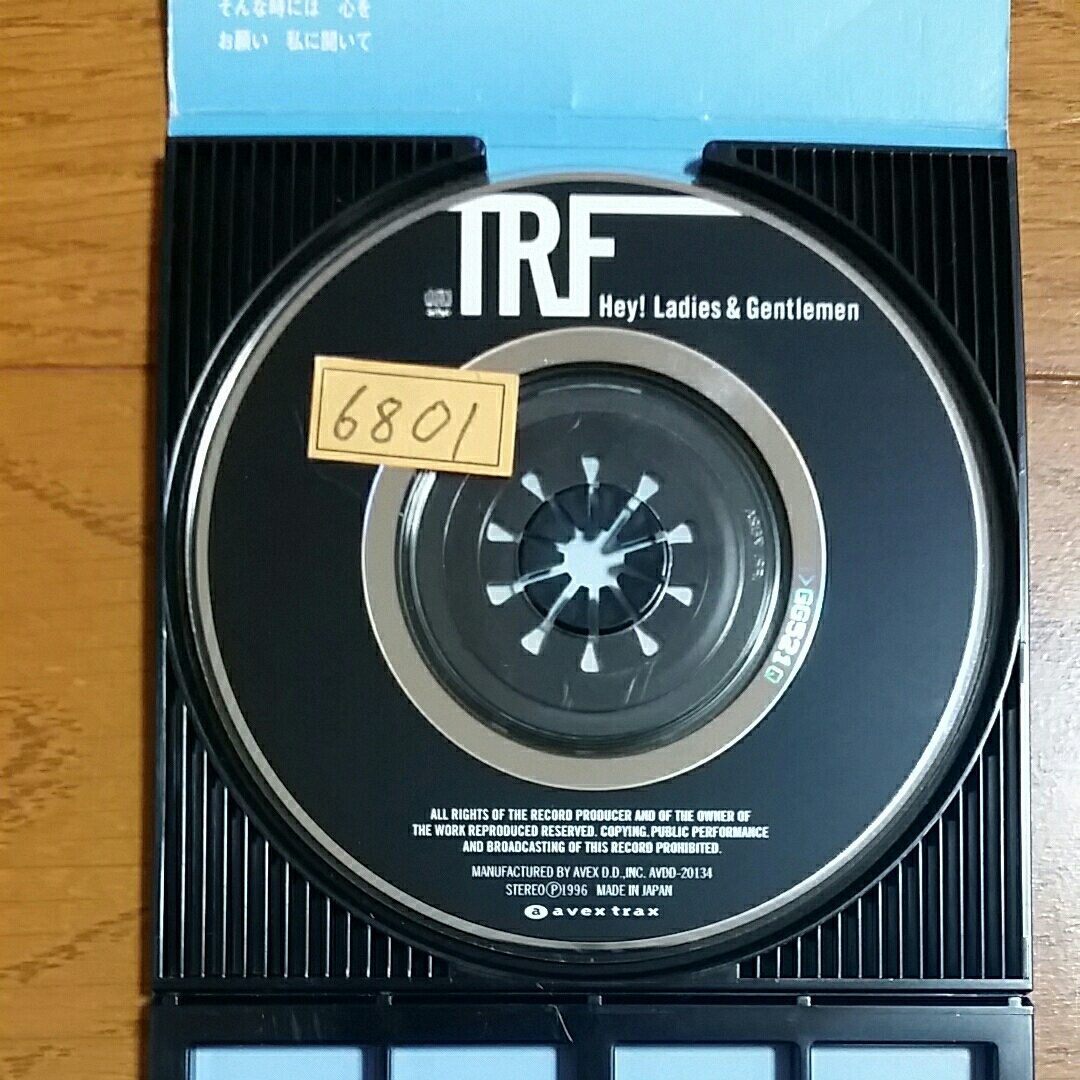 そんな時には　心を
お願い　私に聞いて
TRF
Hey! Ladies & Gentlemen
6801
ALL RIGHTS OF THE RECORD PRODUCER AND OF THE OWNER OF
THE WORK REPRODUCED RESERVED. COPYING, PUBLIC PERFORMANCE
AND BROADCASTING OF THIS RECORD PROHIBITED.
MANUFACTURED BY AVEX D.D.,INC. AVDD-20134
STEREO Ⓟ1996 MADE IN JAPAN
a avex trax